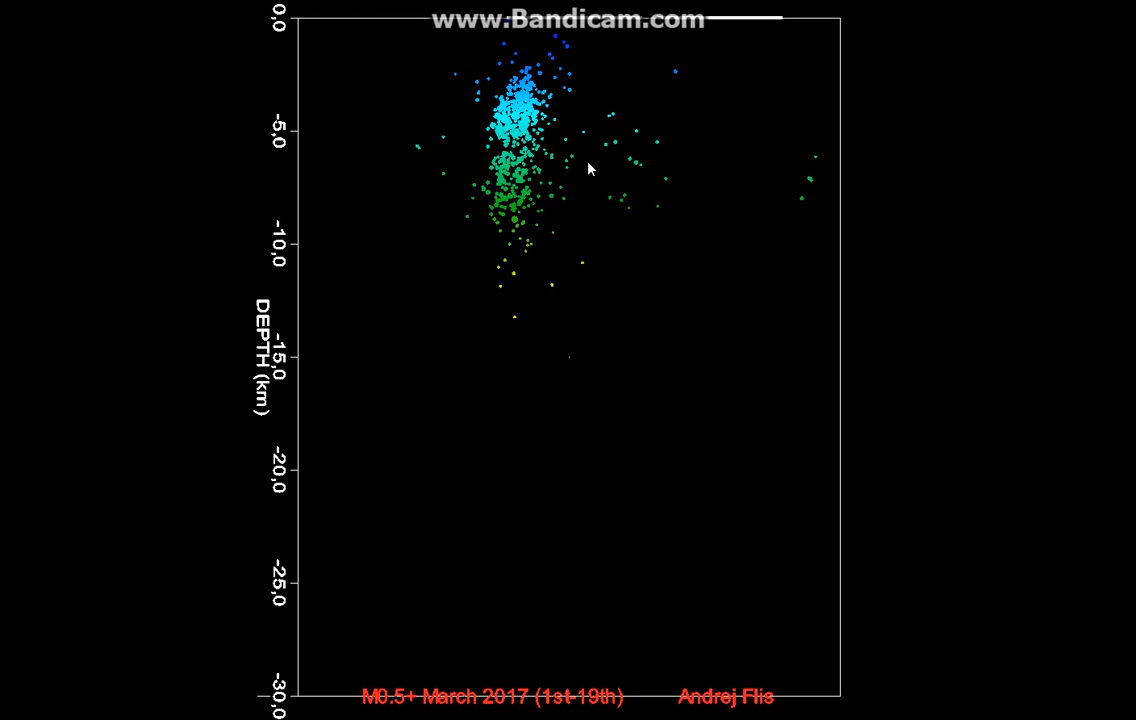 www.Bandicam.com
0,0
-5,0
-10,0
-15,0
-20,0
-25,0
-30,0
DEPTH (km)
M0.5+ March 2017 (1st-19th) Andrej Flis